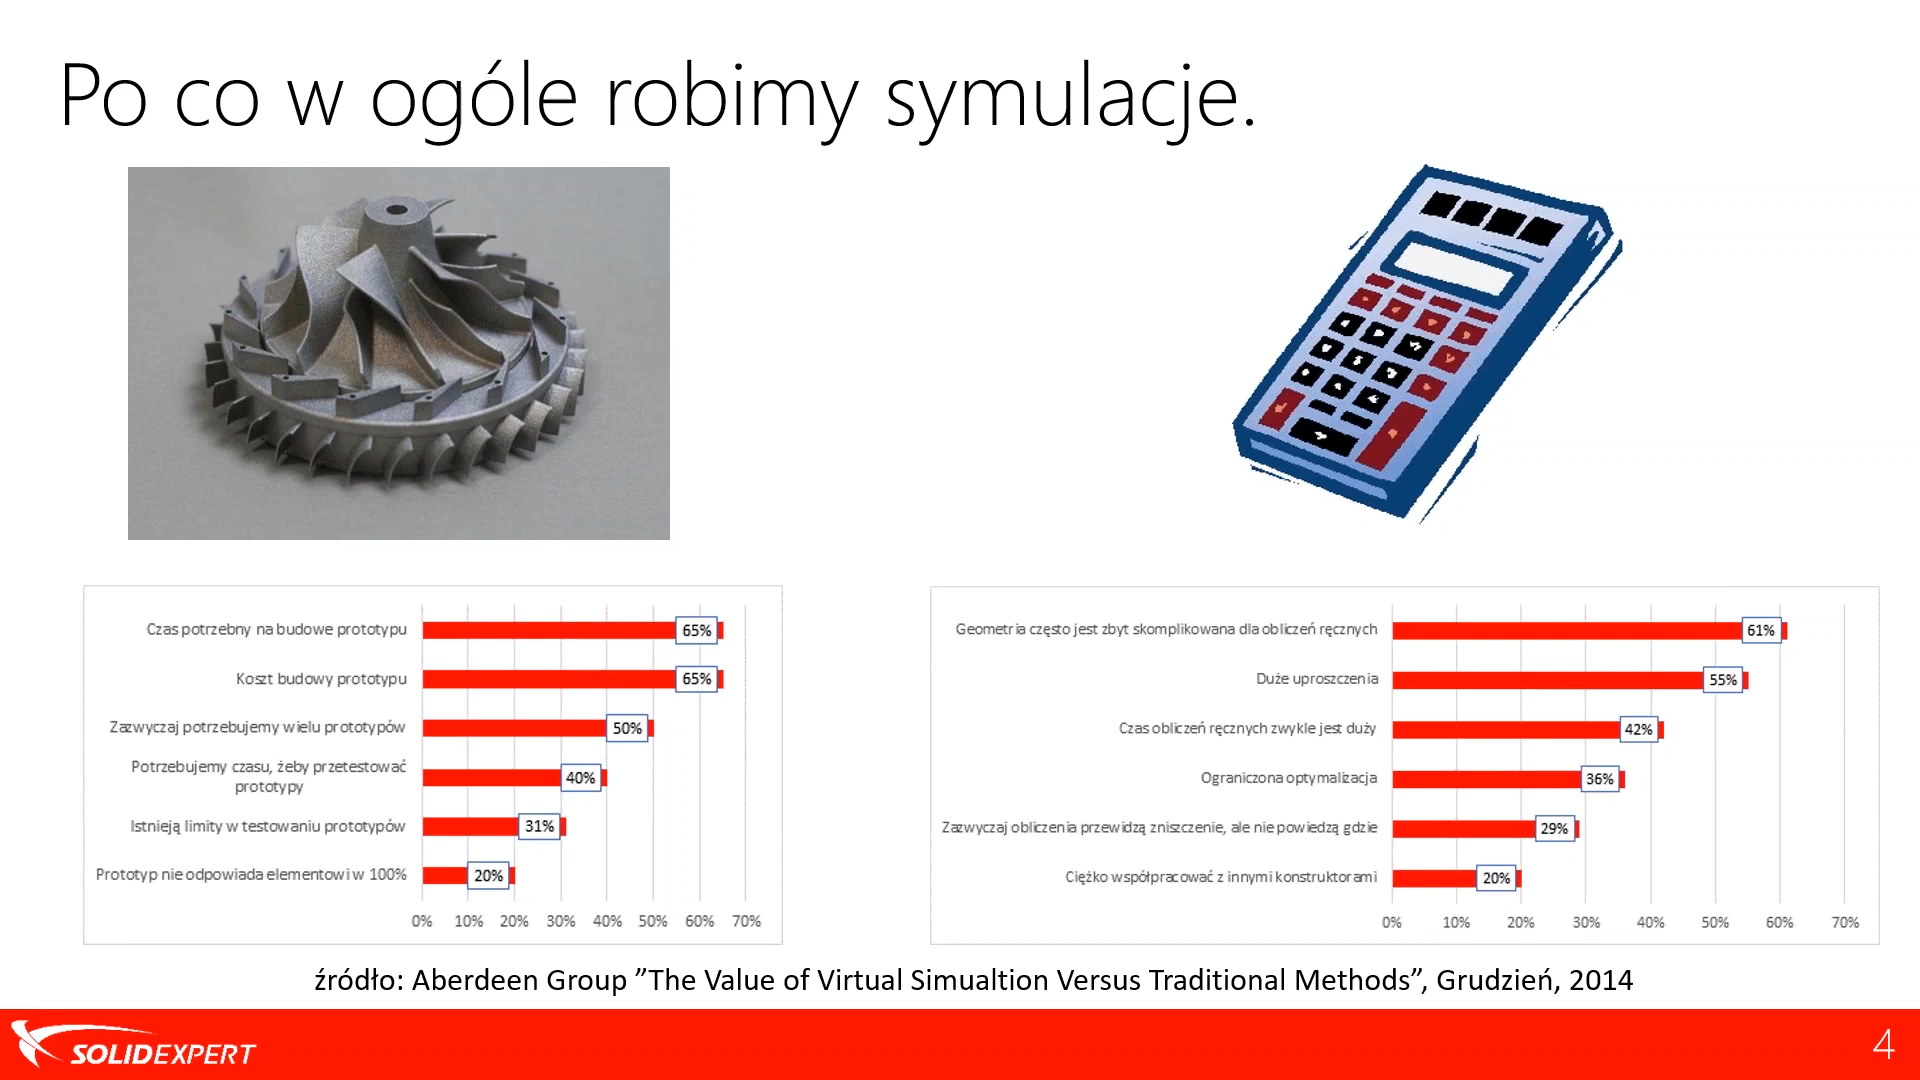 Po co w ogóle robimy symulacje.
Czas potrzebny na budowe prototypu
65%
Koszt budowy prototypu
65%
Zazwyczaj potrzebujemy wielu prototypów
50%
Potrzebujemy czasu, żeby przetestować
prototypy
40%
Istnieją limity w testowaniu prototypów
31%
Prototyp nie odpowiada elementowi w 100%
20%
0% 10% 20% 30% 40% 50% 60% 70%
Geometria często jest zbyt skomplikowana dla obliczeń ręcznych
61%
Duże uproszczenia
55%
Czas obliczeń ręcznych zwykle jest duży
42%
Ograniczona optymalizacja
36%
Zazwyczaj obliczenia przewidzą zniszczenie, ale nie powiedzą gdzie
29%
Ciężko współpracować z innymi konstruktorami
20%
0% 10% 20% 30% 40% 50% 60% 70%
źródło: Aberdeen Group ”The Value of Virtual Simualtion Versus Traditional Methods”, Grudzień, 2014
SOLIDEXPERT
4